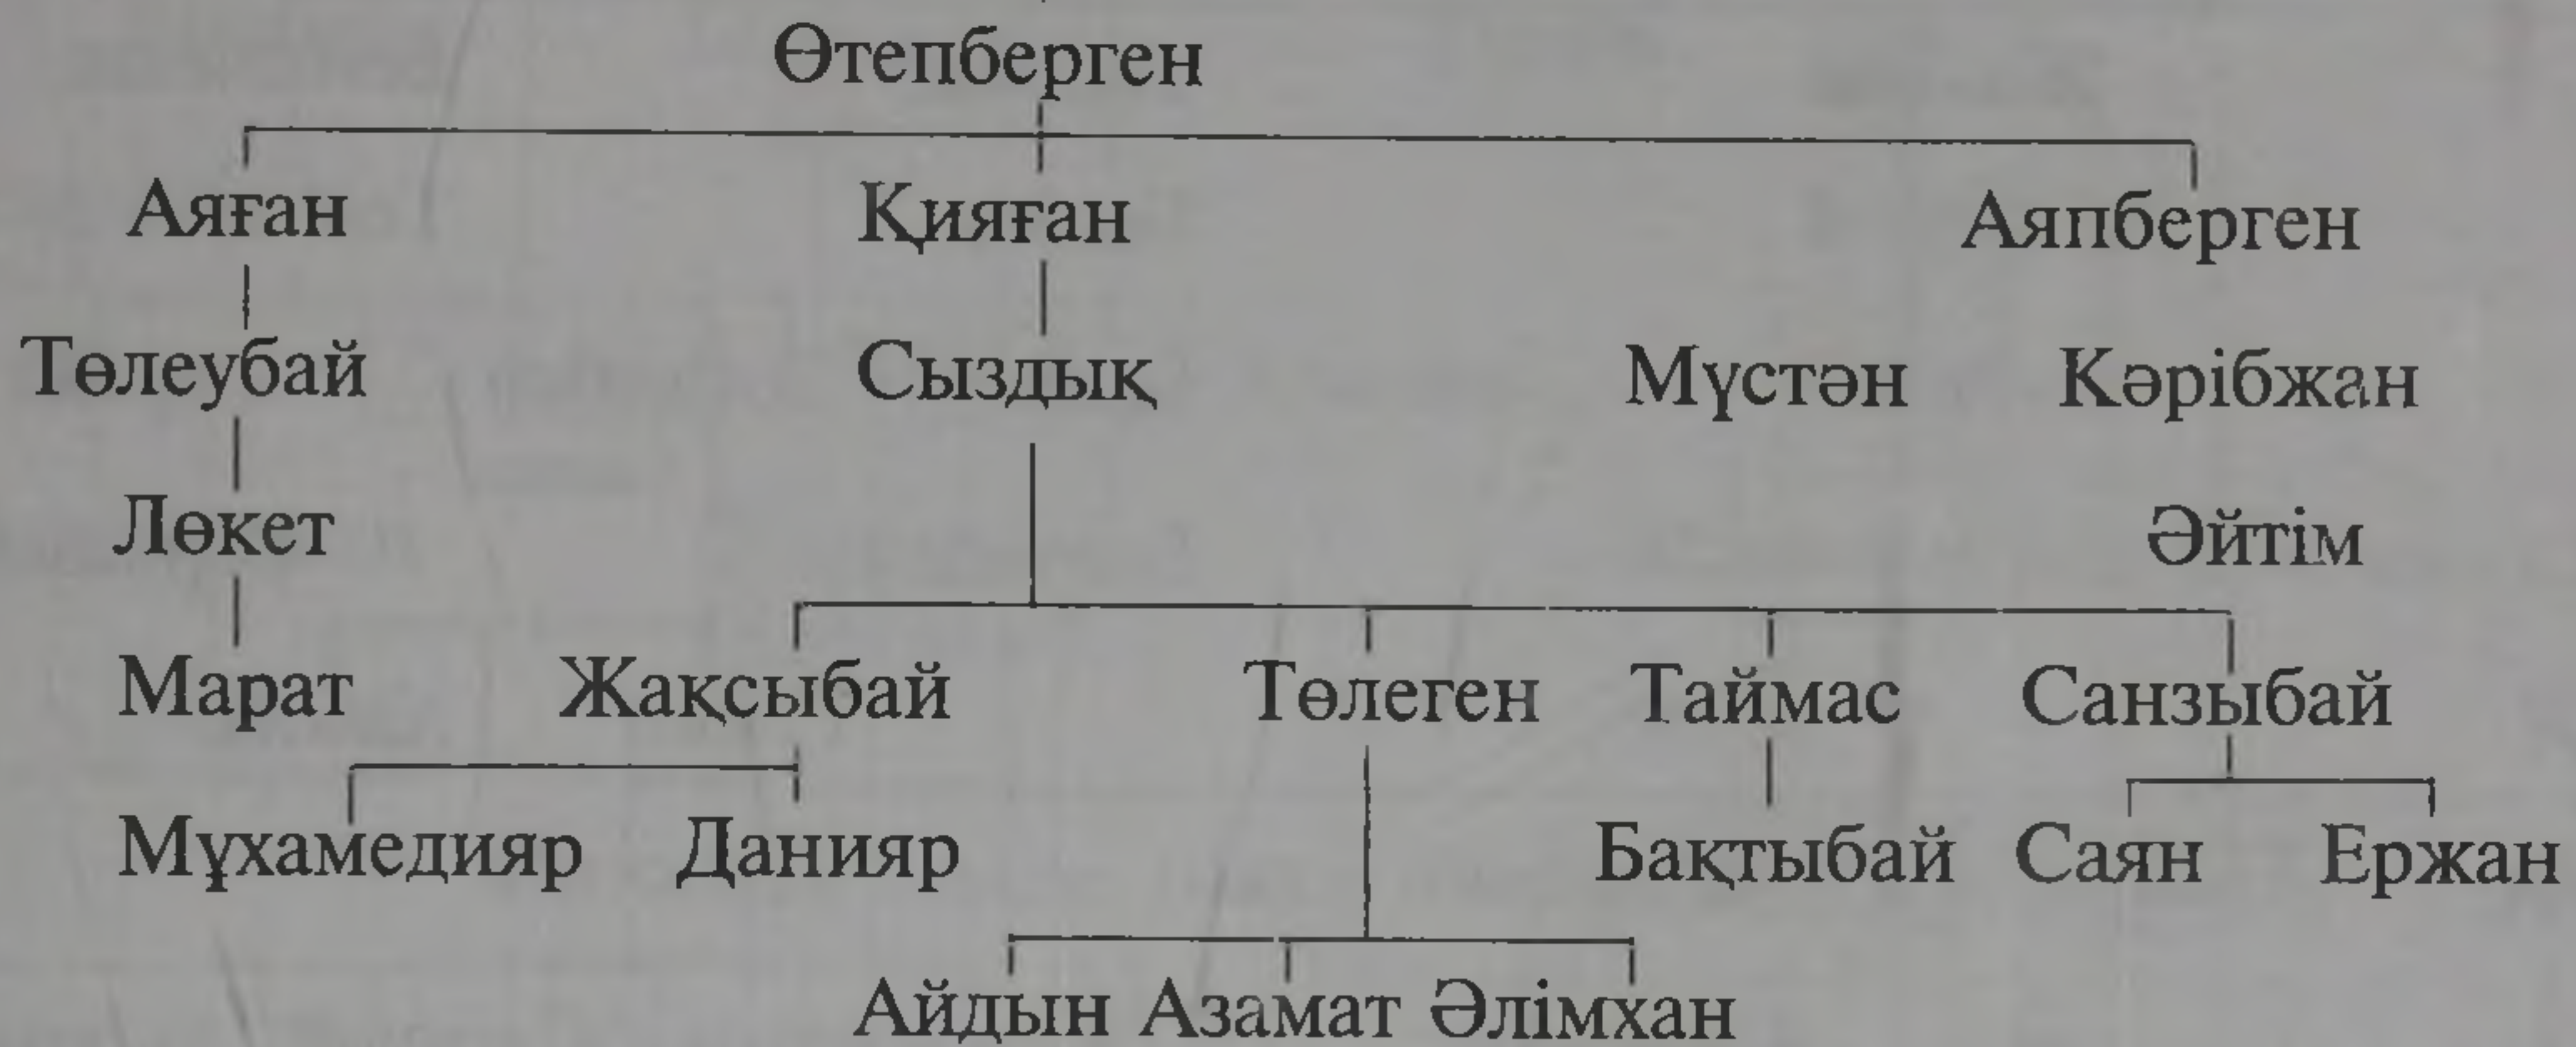 Өтепберген
Аяған Қияған Аяпберген
Төлеубай Сыздық Мүстән Кәрібжан
Лөкет Әйтім
Марат Жақсыбай Төлеген Таймас Санзыбай
Мұхамедияр Данияр Бақтыбай Саян Ержан
Айдын Азамат Әлімхан